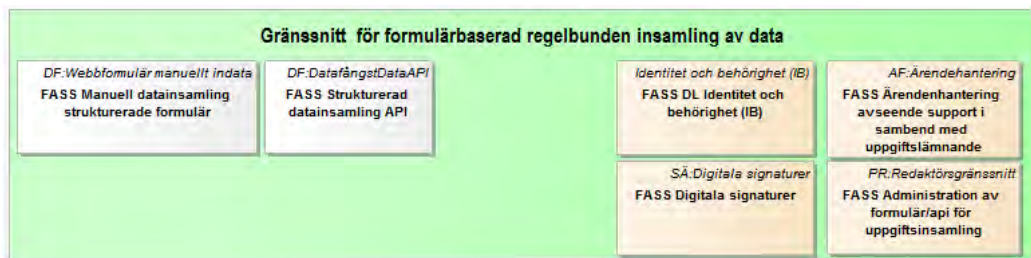 Gränssnitt för formulärbaserad regelbunden insamling av data
DF:Webbformulär manuellt indata
FASS Manuell datainsamling
strukturerade formulär
DF:DatafångstDataAPI
FASS Strukturerad
datainsamling API
Identitet och behörighet (IB)
FASS DL Identitet och
behörighet (IB)
AF:Ärendehantering
FASS Ärendenhantering
avseende support i
sambend med
uppgiftslämnande
SÄ:Digitala signaturer
FASS Digitala signaturer
PR:Redaktörsgränssnitt
FASS Administration av
formulär/api för
uppgiftsinsamling